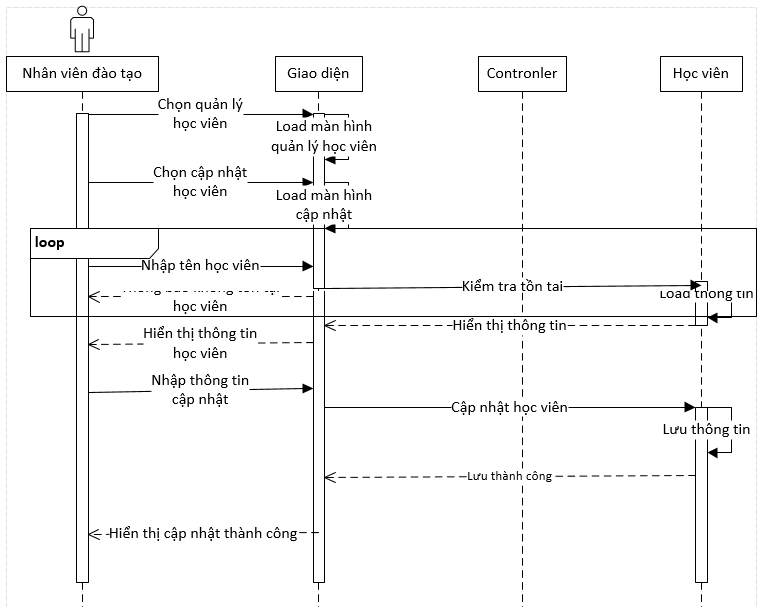 Nhân viên đào tạo
Giao diện
Contronler
Học viên
Chọn quản lý
học viên
Load màn hình
quản lý học viên
Chọn cập nhật
học viên
Load màn hình
cập nhật
loop
Nhập tên học viên
Kiểm tra tồn tai
Load thông tin
học viên
Hiển thị thông tin
Hiển thị thông tin
học viên
Nhập thông tin
cập nhật
Cập nhật học viên
Lưu thông tin
Lưu thành công
Hiển thị cập nhật thành công